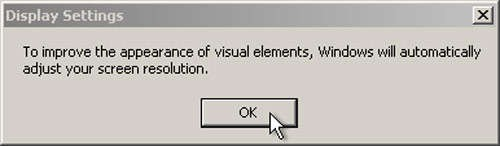 Display Settings
To improve the appearance of visual elements, Windows will automatically
adjust your screen resolution.
OK